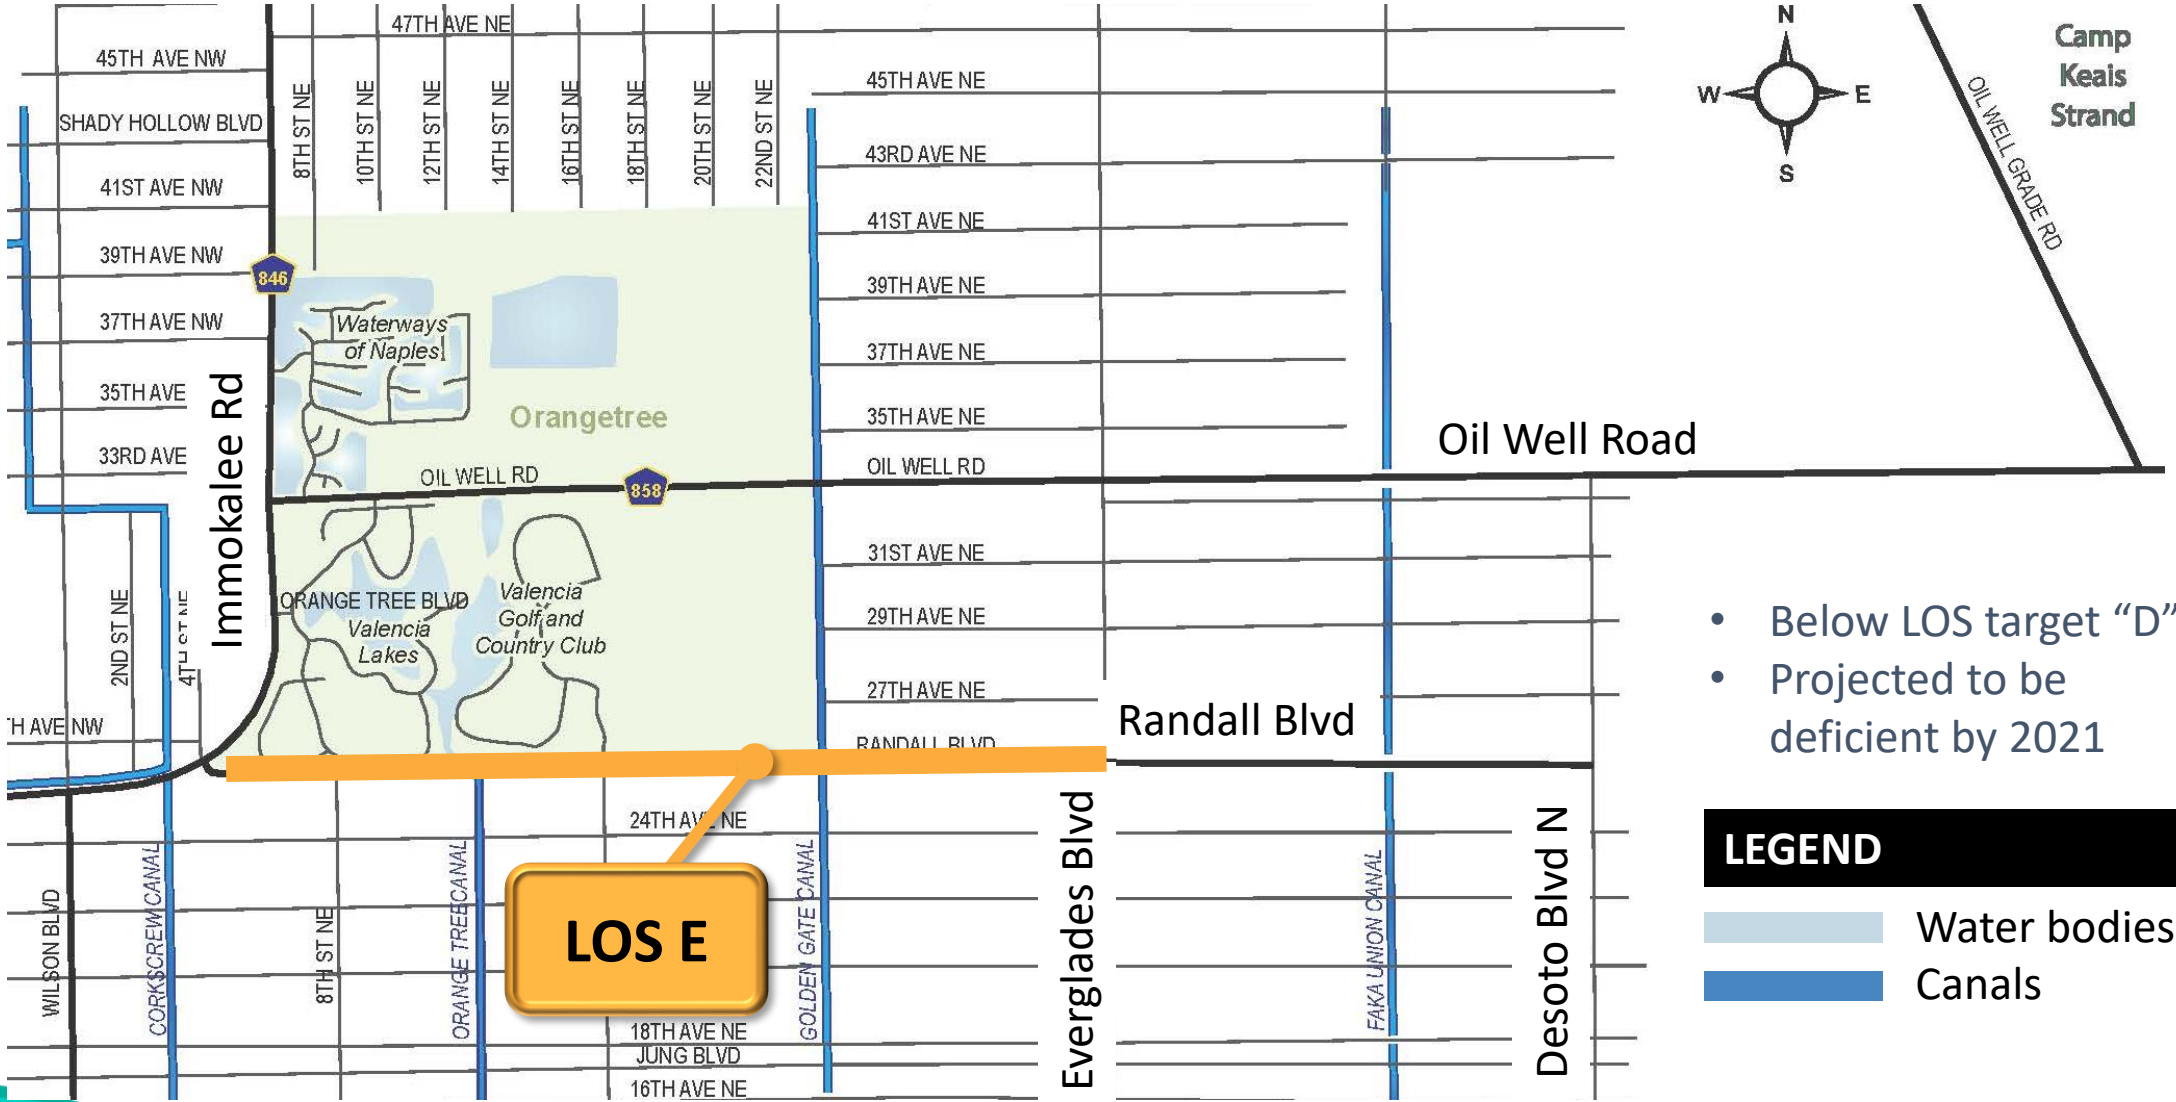 47TH AVE NE
45TH AVE NW
SHADY HOLLOW BLVD
41ST AVE NW
39TH AVE NW
37TH AVE NW
35TH AVE
33RD AVE
8TH ST NE
10TH ST NE
12TH ST NE
14TH ST NE
16TH ST NE
18TH ST NE
20TH ST NE
22ND ST NE
45TH AVE NE
43RD AVE NE
41ST AVE NE
39TH AVE NE
37TH AVE NE
35TH AVE NE
OIL WELL RD
31ST AVE NE
29TH AVE NE
27TH AVE NE
RANDALL BLVD
N
W
E
S
Camp
Keais
Strand
OIL WELL GRADE RD
846
Waterways
of Naples
Orangetree
Immokalee Rd
OIL WELL RD
858
Oil Well Road
ORANGE TREE BLVD
Valencia
Lakes
Valencia
Golf and
Country Club
2ND ST NE
4TH ST NE
TH AVE NW
Randall Blvd
• Below LOS target “D”
• Projected to be
deficient by 2021
24TH AVE NE
LOS E
WILSON BLVD
CORKSCREW CANAL
8TH ST NE
ORANGE TREE CANAL
GOLDEN GATE CANAL
Everglades Blvd
FAKA UNION CANAL
Desoto Blvd N
18TH AVE NE
JUNG BLVD
16TH AVE NE
LEGEND
Water bodies
Canals